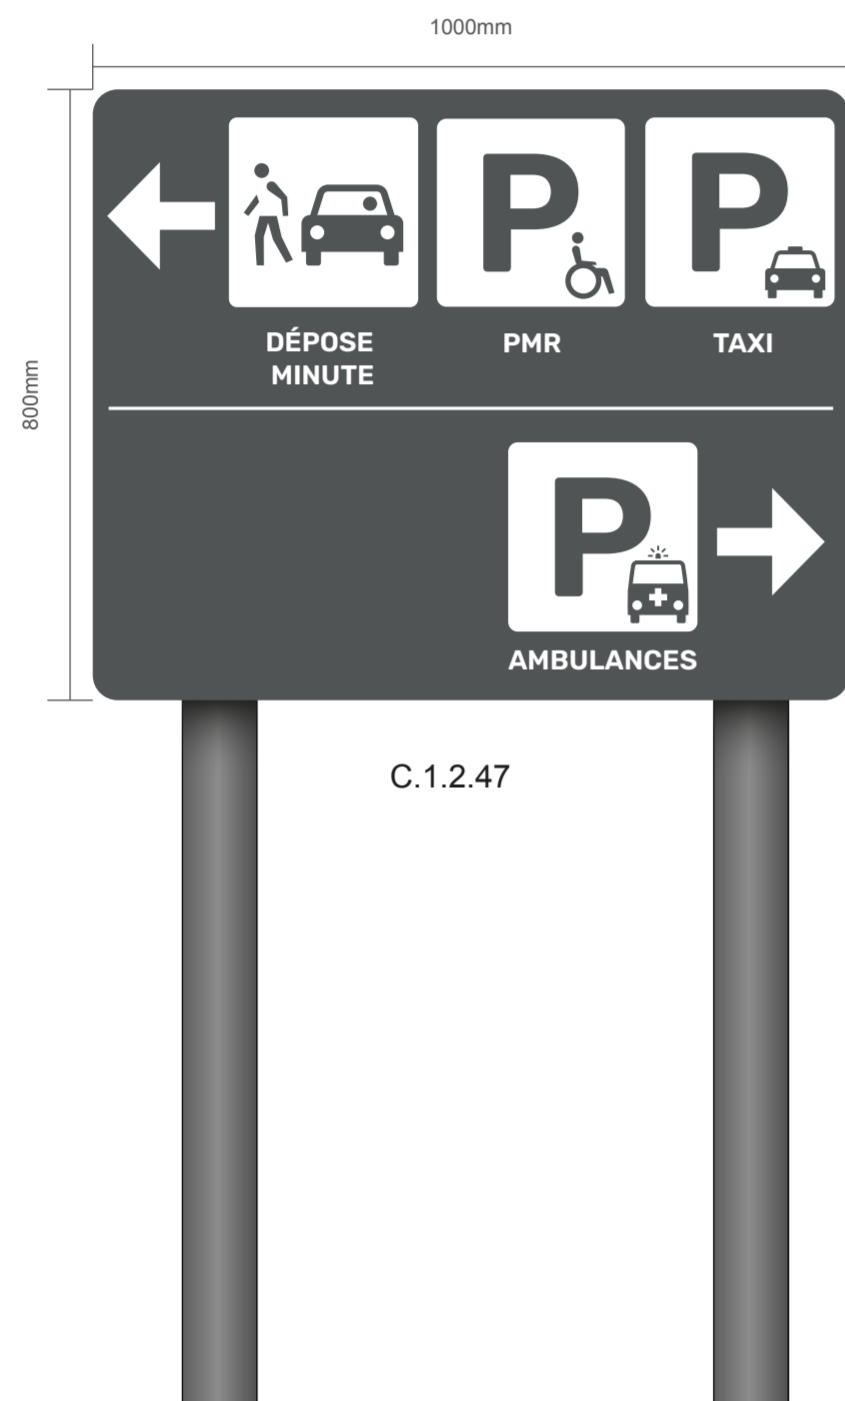 1000mm
800mm
P
P
DÉPOSE
MINUTE
PMR
TAXI
P
AMBULANCES
C.1.2.47